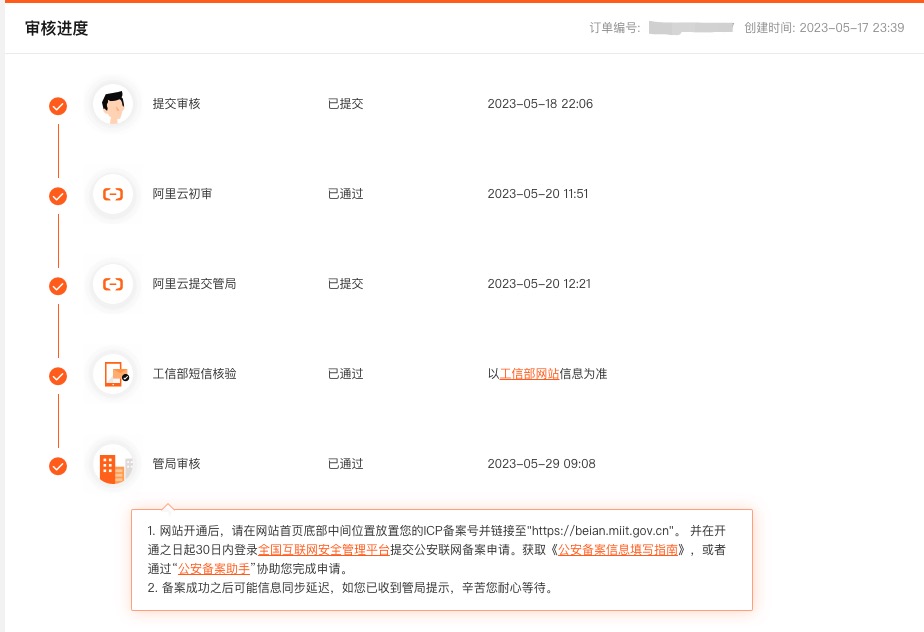 审核进度
订单编号: 创建时间: 2023-05-17 23:39
提交审核 已提交 2023-05-18 22:06
阿里云初审 已通过 2023-05-20 11:51
阿里云提交管局 已提交 2023-05-20 12:21
工信部短信核验 已通过 以工信部网站信息为准
管局审核 已通过 2023-05-29 09:08
1. 网站开通后，请在网站首页底部中间位置放置您的ICP备案号并链接至"https://beian.miit.gov.cn"。 并在开
通之日起30日内登录全国互联网安全管理平台提交公安联网备案申请。获取《公安备案信息填写指南》，或者
通过“公安备案助手”协助您完成申请。
2. 备案成功之后可能信息同步延迟，如您已收到管局提示，辛苦您耐心等待。